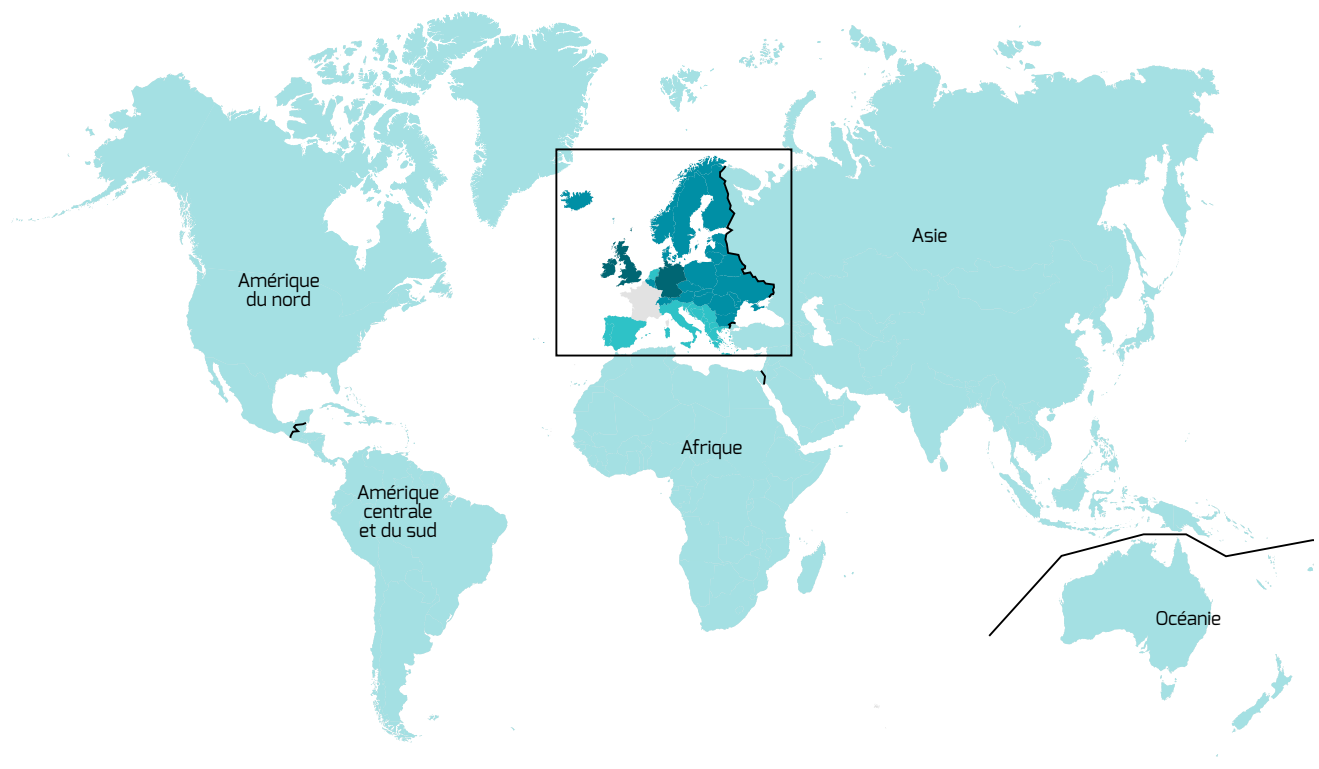 Asie
Amérique
du nord
Afrique
Amérique
centrale
et du sud
Océanie